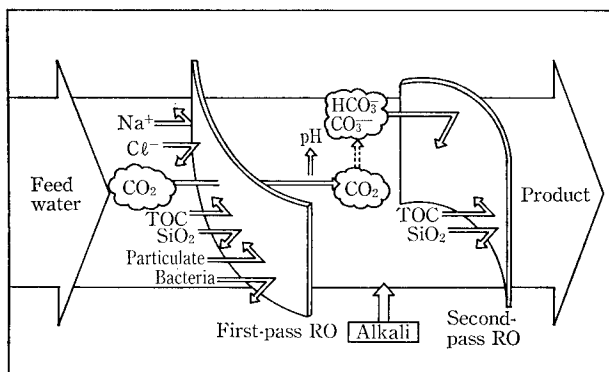 Feed
water
Na⁺
Cℓ⁻
CO₂
TOC
SiO₂
Particulate
Bacteria
First-pass RO
pH
HCO₃⁻
CO₃⁻⁻
CO₂
Alkali
TOC
SiO₂
Second-
pass RO
Product